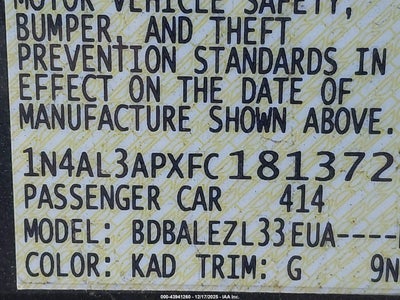 MOTOR VEHICLE SAFETY,
BUMPER, AND THEFT
PREVENTION STANDARDS IN
EFFECT ON THE DATE OF
MANUFACTURE SHOWN ABOVE.
1N4AL3APXFC181372
PASSENGER CAR 414
MODEL: BDBALEZL33EUA----
COLOR: KAD TRIM: G 9N
000-43941260 - 12/17/2025 - IAA Inc.